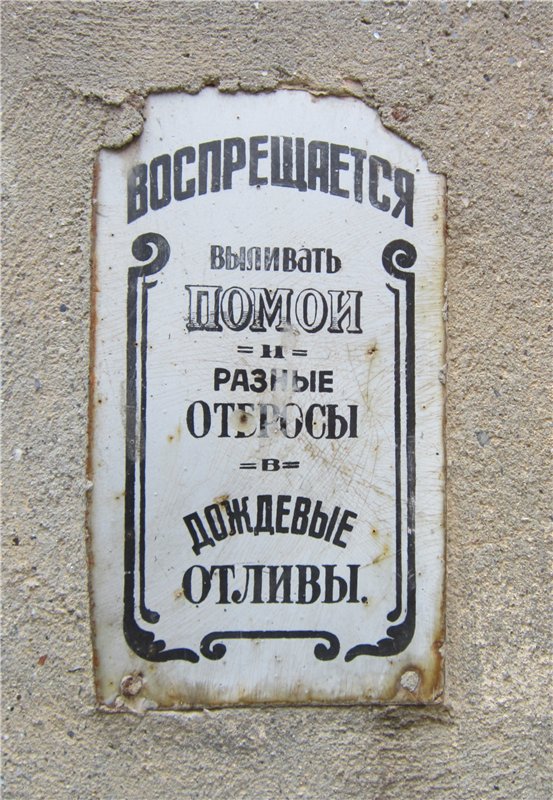 ВОСПРЕЩАЕТСЯ
ВЫЛИВАТЬ
ПОМОИ
= И =
РАЗНЫЕ
ОТБРОСЫ
= В =
ДОЖДЕВЫЕ
ОТЛИВЫ.